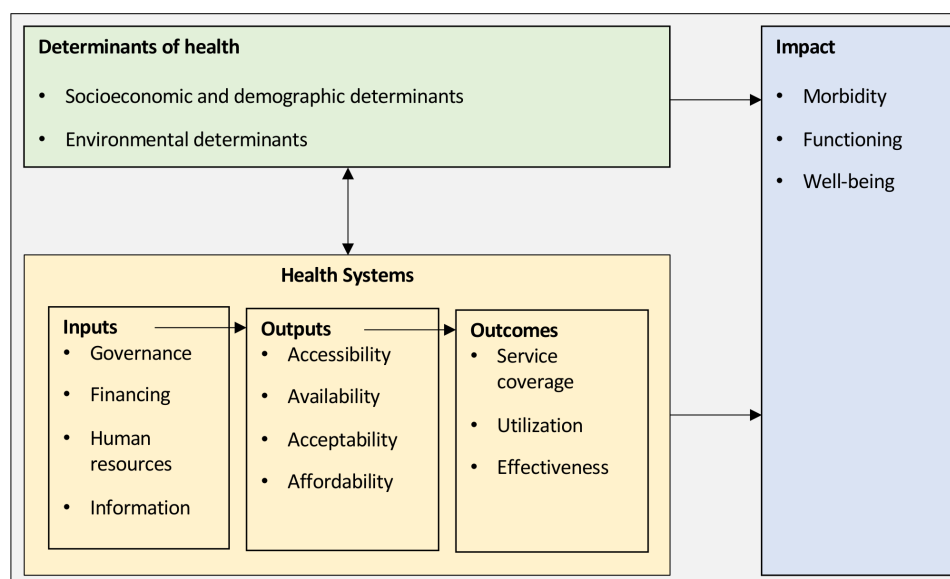 Determinants of health
• Socioeconomic and demographic determinants
• Environmental determinants
Impact
• Morbidity
• Functioning
• Well-being
Health Systems
Inputs
• Governance
• Financing
• Human
resources
• Information
Outputs
• Accessibility
• Availability
• Acceptability
• Affordability
Outcomes
• Service
coverage
• Utilization
• Effectiveness